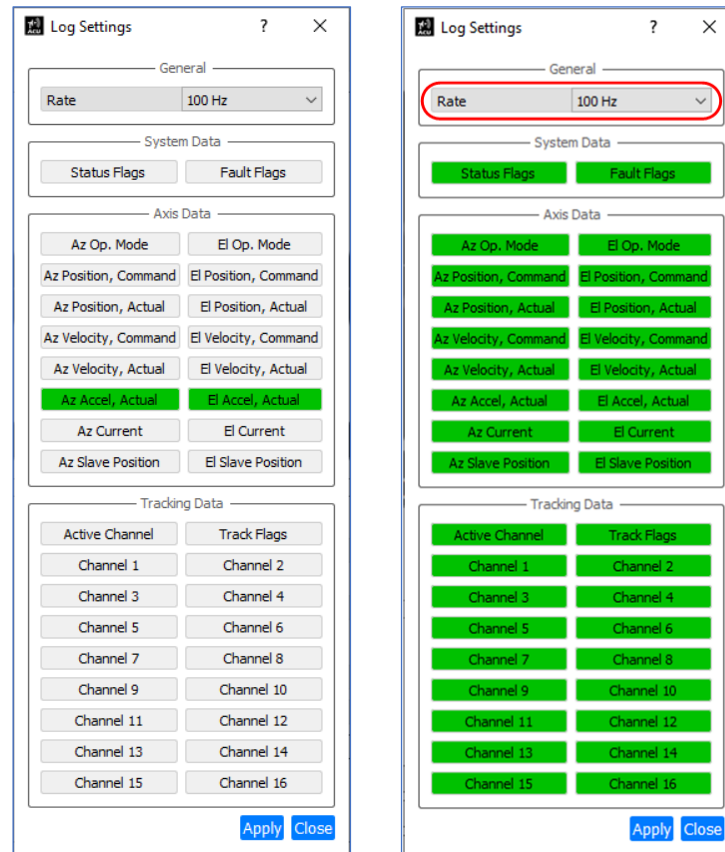 ACU Log Settings ? ×
General
Rate 100 Hz
System Data
Status Flags Fault Flags
Axis Data
Az Op. Mode El Op. Mode
Az Position, Command El Position, Command
Az Position, Actual El Position, Actual
Az Velocity, Command El Velocity, Command
Az Velocity, Actual El Velocity, Actual
Az Accel, Actual El Accel, Actual
Az Current El Current
Az Slave Position El Slave Position
Tracking Data
Active Channel Track Flags
Channel 1 Channel 2
Channel 3 Channel 4
Channel 5 Channel 6
Channel 7 Channel 8
Channel 9 Channel 10
Channel 11 Channel 12
Channel 13 Channel 14
Channel 15 Channel 16
Apply Close
ACU Log Settings ? ×
General
Rate 100 Hz
System Data
Status Flags Fault Flags
Axis Data
Az Op. Mode El Op. Mode
Az Position, Command El Position, Command
Az Position, Actual El Position, Actual
Az Velocity, Command El Velocity, Command
Az Velocity, Actual El Velocity, Actual
Az Accel, Actual El Accel, Actual
Az Current El Current
Az Slave Position El Slave Position
Tracking Data
Active Channel Track Flags
Channel 1 Channel 2
Channel 3 Channel 4
Channel 5 Channel 6
Channel 7 Channel 8
Channel 9 Channel 10
Channel 11 Channel 12
Channel 13 Channel 14
Channel 15 Channel 16
Apply Close